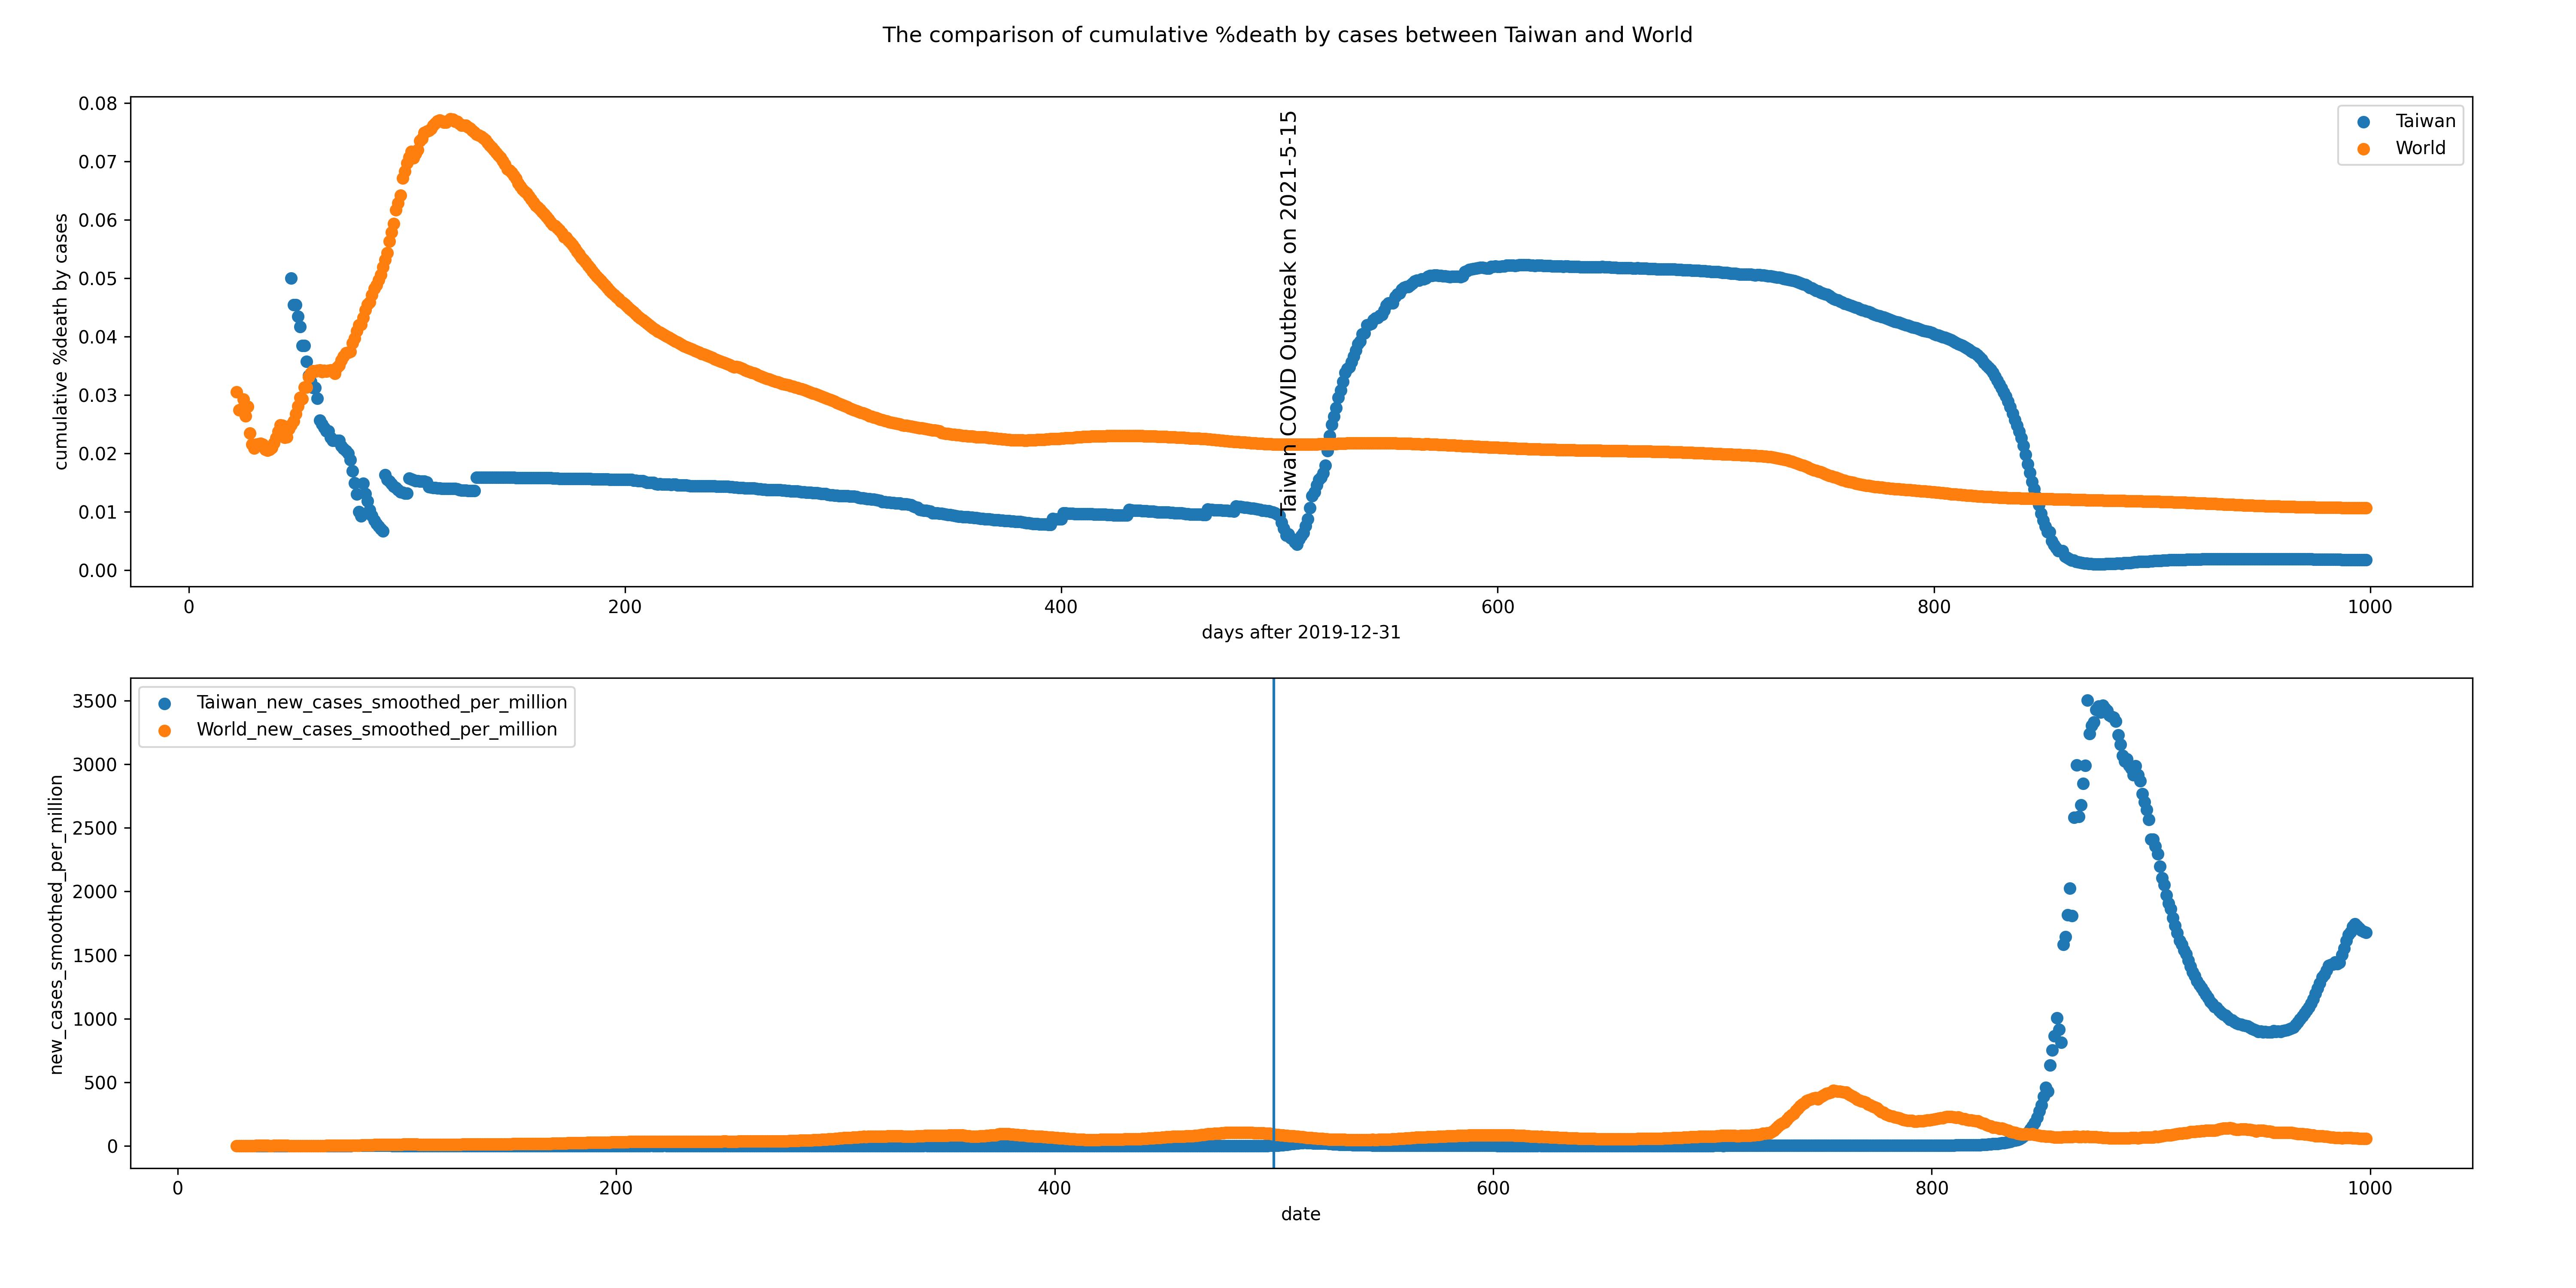 The comparison of cumulative %death by cases between Taiwan and World
cumulative %death by cases
0.08
0.07
0.06
0.05
0.04
0.03
0.02
0.01
0.00
Taiwan COVID Outbreak on 2021-5-15
Taiwan
World
0 200 400 600 800 1000
days after 2019-12-31
new_cases_smoothed_per_million
3500
3000
2500
2000
1500
1000
500
0
Taiwan_new_cases_smoothed_per_million
World_new_cases_smoothed_per_million
0 200 400 600 800 1000
date